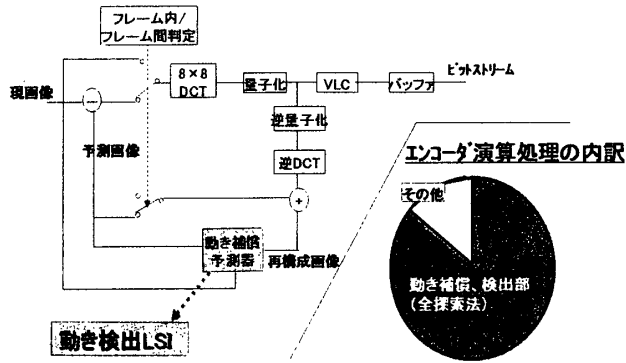 フレーム内/
フレーム間判定
現画像
−
8×8
DCT
量子化
VLC
バッファ
ビットストリーム
逆量子化
予測画像
逆DCT
+
動き補償
予測器
再構成画像
動き検出LSI
エンコーダ演算処理の内訳
その他
動き補償、検出部
(全探索法)